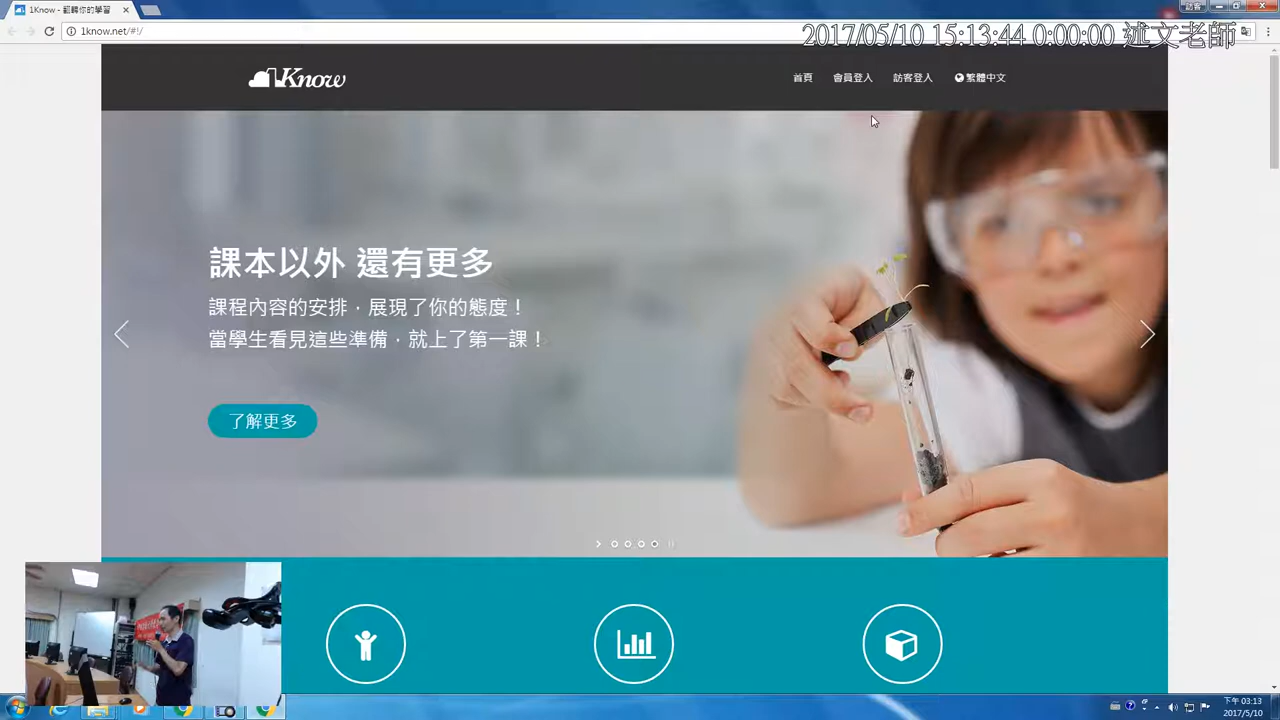 1Know - 翻轉你的學習
訪客
1know.net/#!/
2017/05/10 15:13:44 0:00:00 述文老師
1Know
首頁
會員登入
訪客登入
繁體中文
課本以外 還有更多
課程內容的安排，展現了你的態度！
當學生看見這些準備，就上了第一課！
了解更多
下午 03:13
2017/5/10